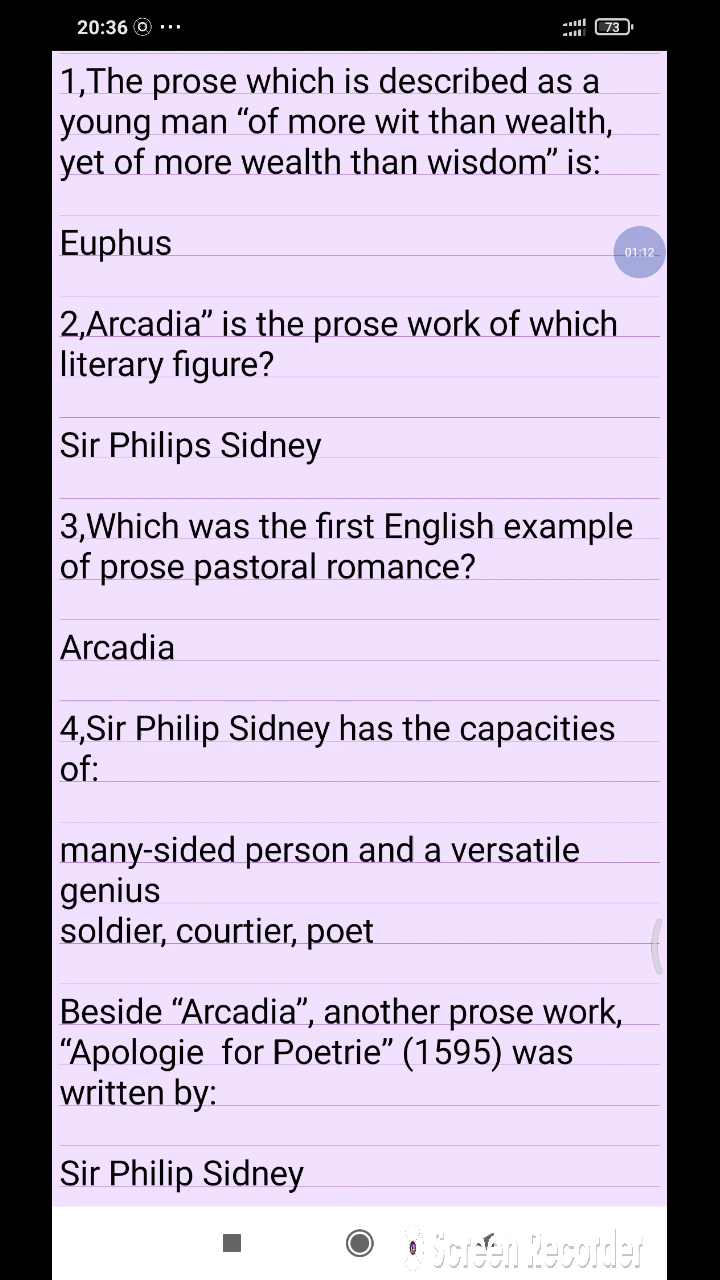 20:36
73
1,The prose which is described as a
young man “of more wit than wealth,
yet of more wealth than wisdom” is:
Euphus
01:12
2,Arcadia” is the prose work of which
literary figure?
Sir Philips Sidney
3,Which was the first English example
of prose pastoral romance?
Arcadia
4,Sir Philip Sidney has the capacities
of:
many-sided person and a versatile
genius
soldier, courtier, poet
Beside “Arcadia”, another prose work,
“Apologie for Poetrie” (1595) was
written by:
Sir Philip Sidney
Screen Recorder